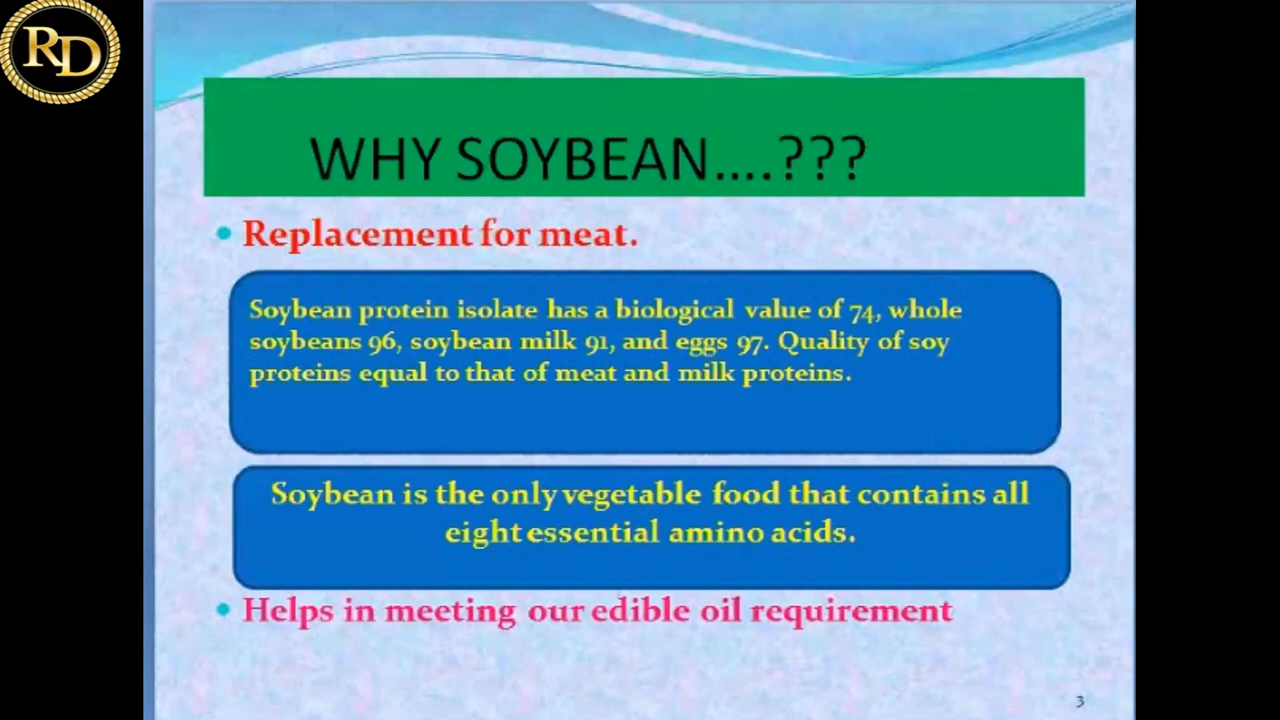 RD
WHY SOYBEAN....???
• Replacement for meat.
Soybean protein isolate has a biological value of 74, whole
soybeans 96, soybean milk 91, and eggs 97. Quality of soy
proteins equal to that of meat and milk proteins.
Soybean is the only vegetable food that contains all
eight essential amino acids.
• Helps in meeting our edible oil requirement
3